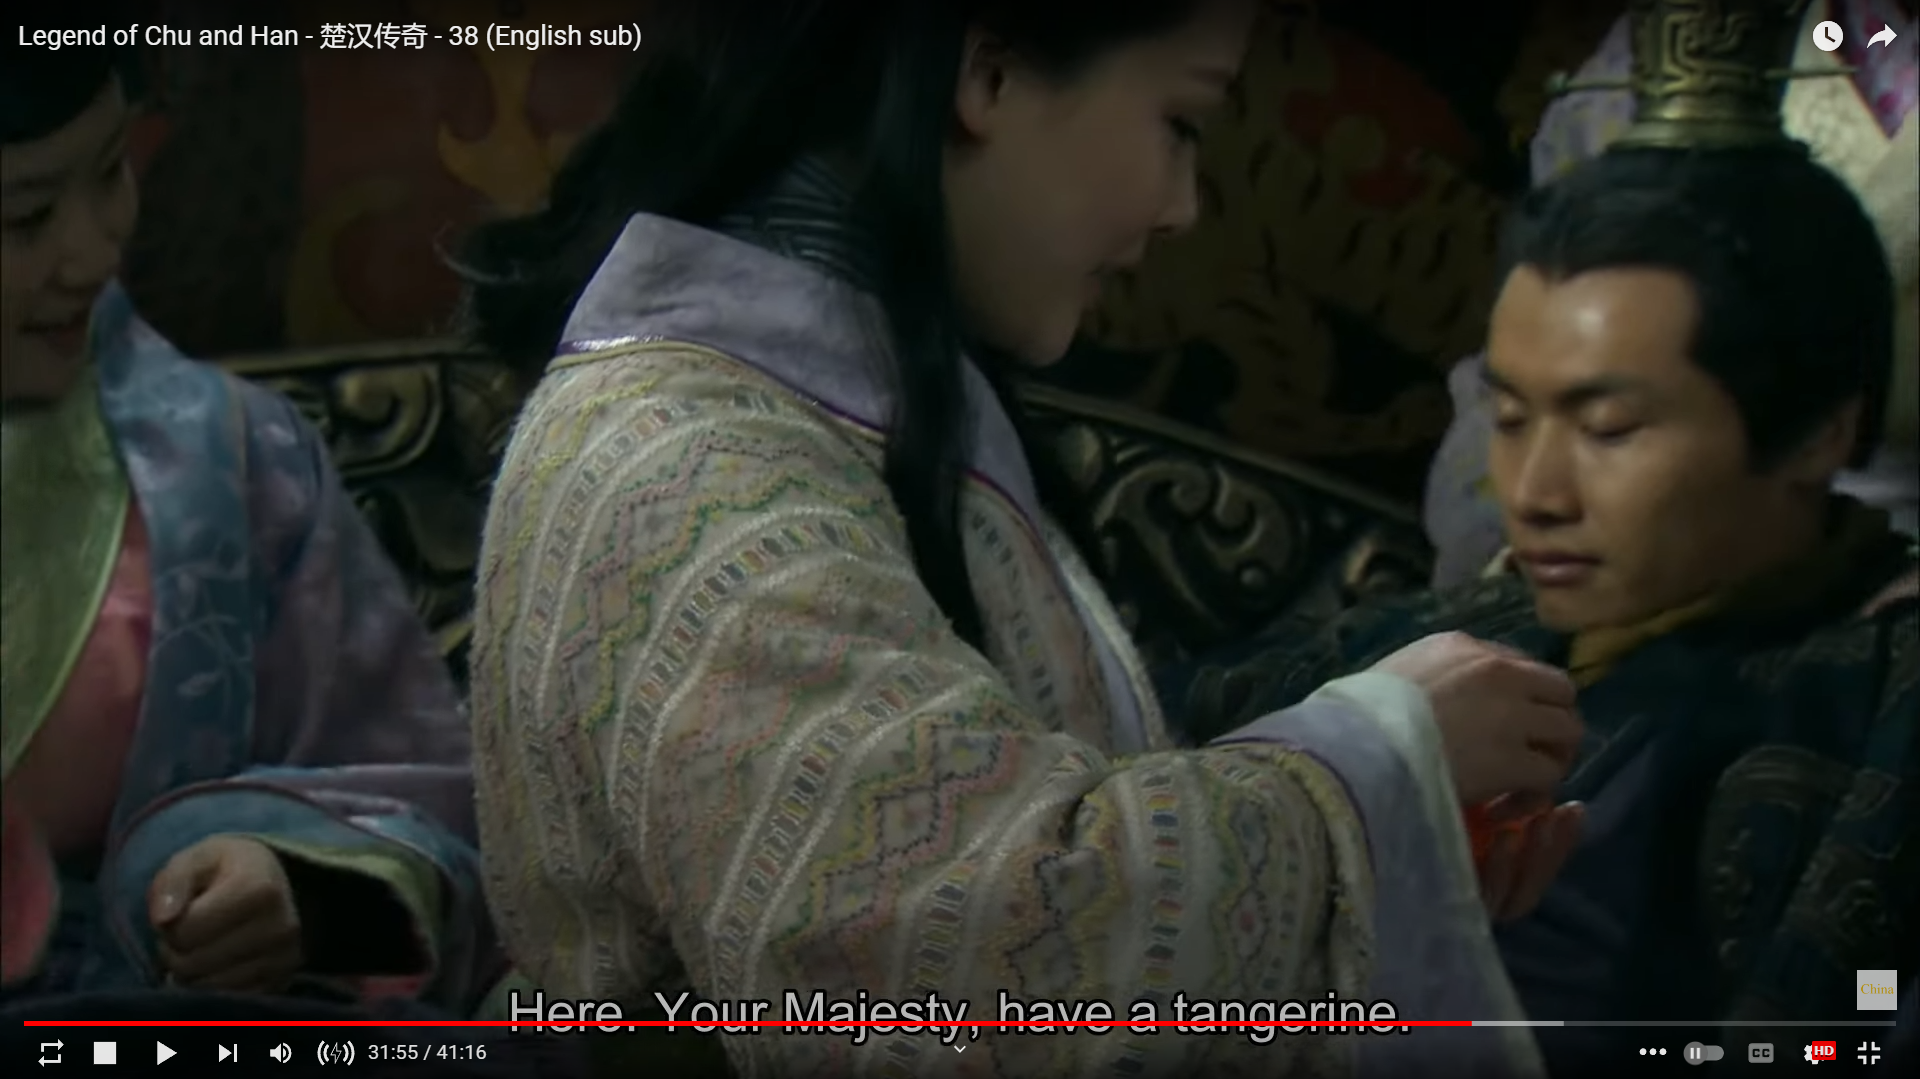 Legend of Chu and Han - 楚汉传奇 - 38 (English sub)
Here. Your Majesty, have a tangerine.
China
31:55 / 41:16
CC
HD